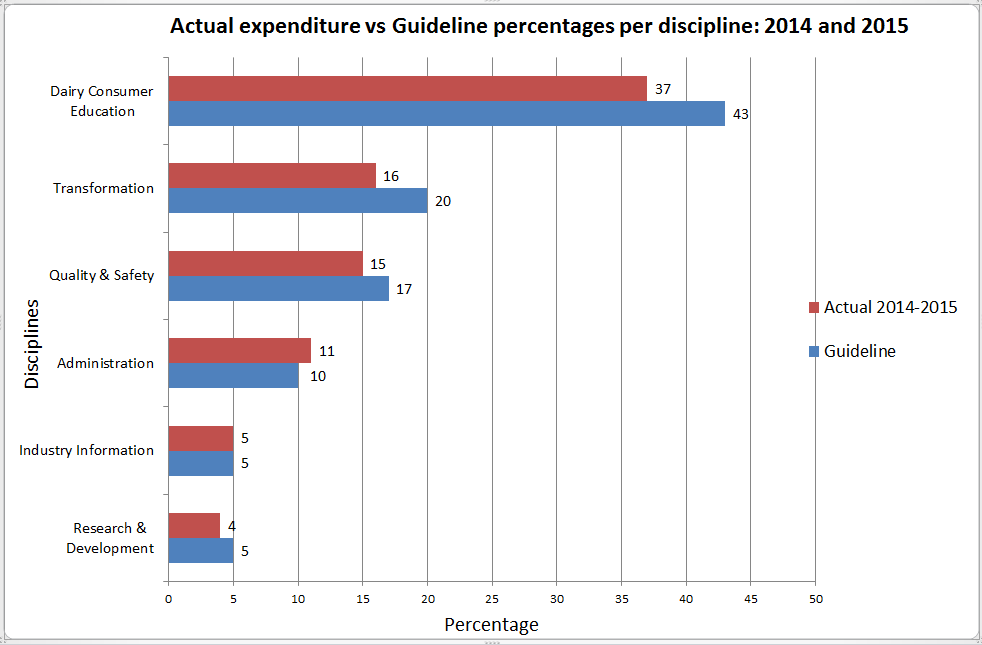 Actual expenditure vs Guideline percentages per discipline: 2014 and 2015
Dairy Consumer
Education
37
43
Transformation
16
20
Quality & Safety
15
17
Administration
11
10
Industry Information
5
5
Research &
Development
4
5
Disciplines
Actual 2014-2015
Guideline
0 5 10 15 20 25 30 35 40 45 50
Percentage